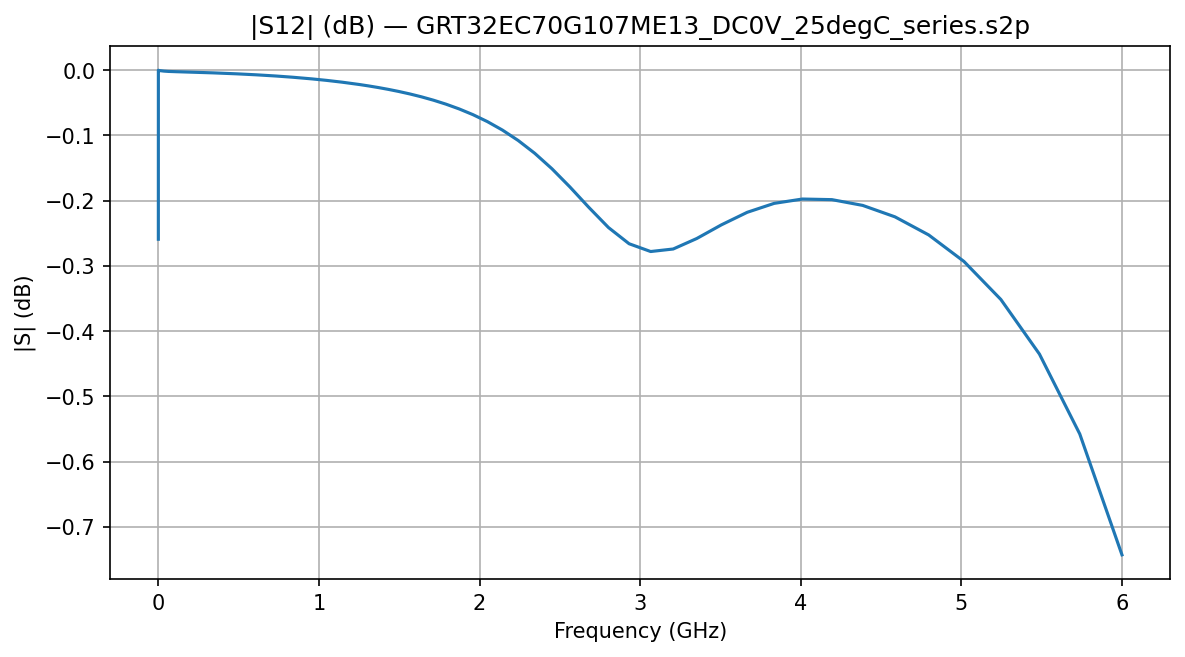 |S12| (dB) — GRT32EC70G107ME13_DC0V_25degC_series.s2p
|S| (dB)
0.0
−0.1
−0.2
−0.3
−0.4
−0.5
−0.6
−0.7
0 1 2 3 4 5 6
Frequency (GHz)